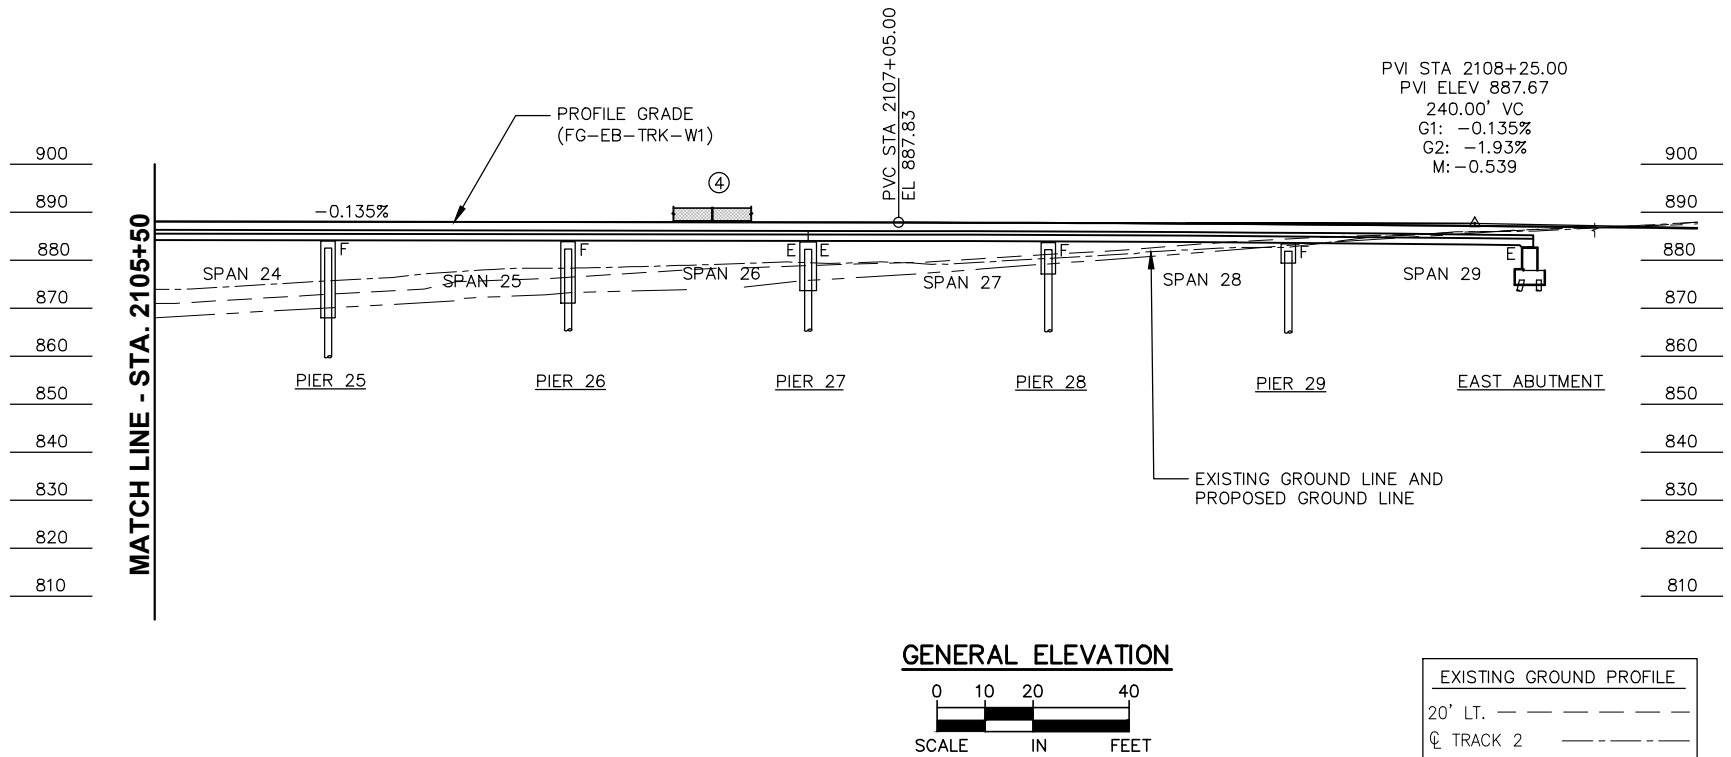 PVC STA 2107+05.00
EL 887.83
PVI STA 2108+25.00
PVI ELEV 887.67
240.00' VC
G1: -0.135%
G2: -1.93%
M:-0.539
PROFILE GRADE
(FG-EB-TRK-W1)
900
900
4
890
-0.135%
890
MATCH LINE - STA. 2105+50
880
F
F
E
E
F
F
E
880
SPAN 24
SPAN 25
SPAN 26
SPAN 27
SPAN 28
SPAN 29
870
870
860
860
PIER 25
PIER 26
PIER 27
PIER 28
PIER 29
EAST ABUTMENT
850
850
840
840
EXISTING GROUND LINE AND
PROPOSED GROUND LINE
830
830
820
820
810
810
GENERAL ELEVATION
0 10 20 40
SCALE IN FEET
EXISTING GROUND PROFILE
20' LT.
℄ TRACK 2